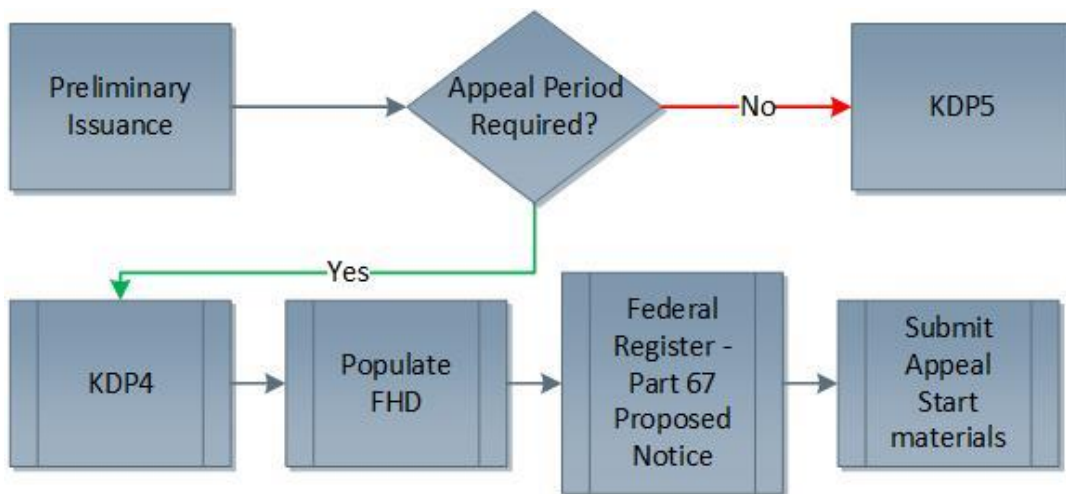 Preliminary
Issuance
Appeal Period
Required?
No
KDP5
Yes
KDP4
Populate
FHD
Federal
Register -
Part 67
Proposed
Notice
Submit
Appeal
Start
materials